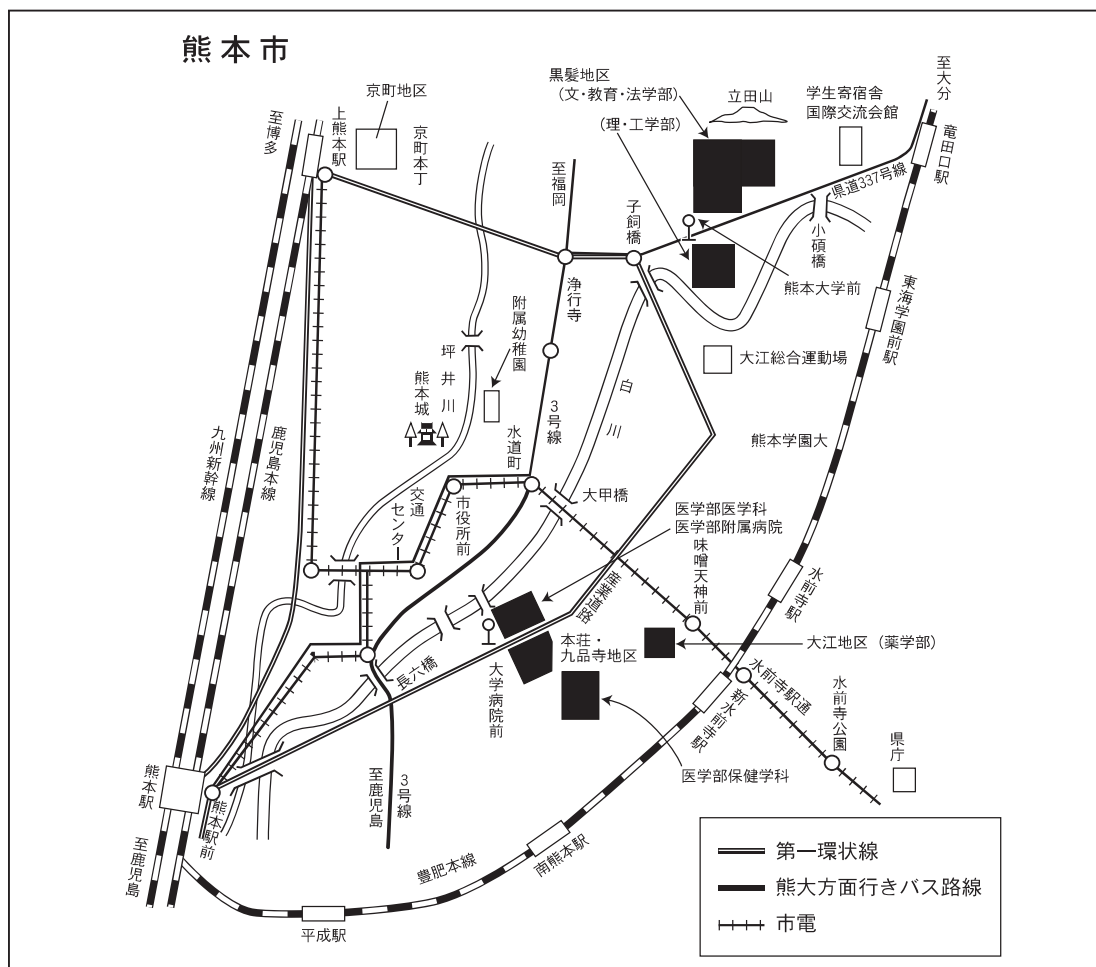 熊本市
京町地区
至博多
上熊本駅
京町本丁
黒髪地区
(文・教育・法学部)
(理・工学部)
立田山
学生寄宿舎
国際交流会館
至大分
竜田口駅
県道337号線
至福岡
子飼橋
小磧橋
熊本大学前
浄行寺
東海学園前駅
附属幼稚園
坪井川
熊本城
大江総合運動場
白川
3号線
水道町
熊本学園大
九州新幹線
鹿児島本線
交通
センター
市役所前
大甲橋
医学部医学科
医学部附属病院
味噌天神前
産業道路
水前寺駅
本荘・
九品寺地区
大江地区(薬学部)
長六橋
大学病院前
水前寺駅通
新水前寺駅
水前寺公園
県庁
医学部保健学科
熊本駅
熊本駅前
至鹿児島
3号線
至鹿児島
豊肥本線
南熊本駅
平成駅
第一環状線
熊大方面行きバス路線
市電